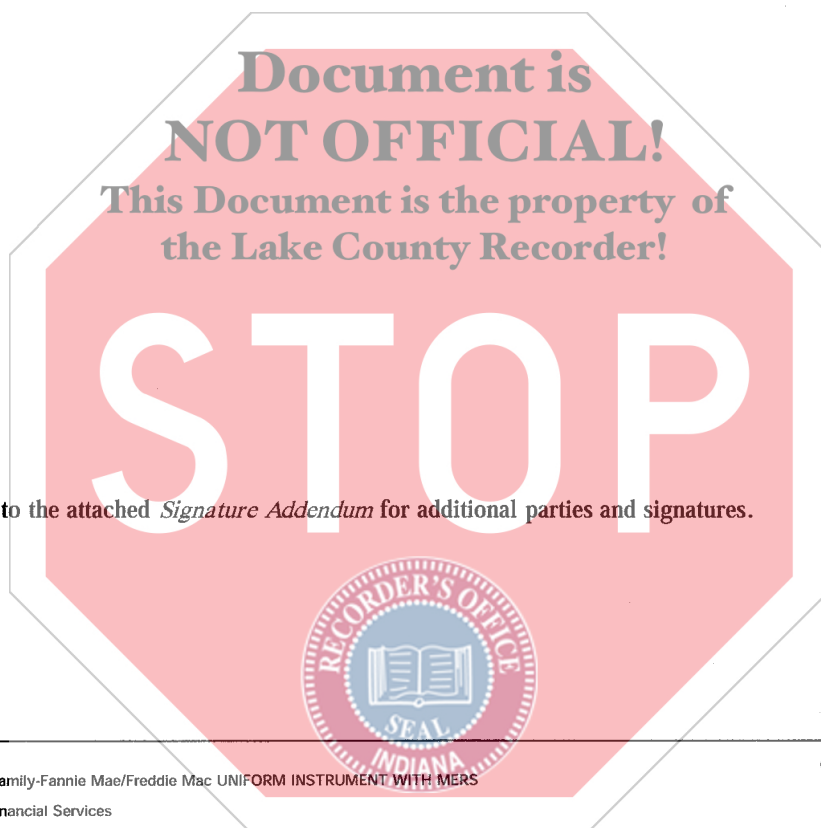 Document is
NOT OFFICIAL!
This Document is the property of
the Lake County Recorder!
STOP
to the attached Signature Addendum for additional parties and signatures.
RECORDER'S OFFICE
SEAL
INDIANA
amily-Fannie Mae/Freddie Mac UNIFORM INSTRUMENT WITH MERS
nancial Services